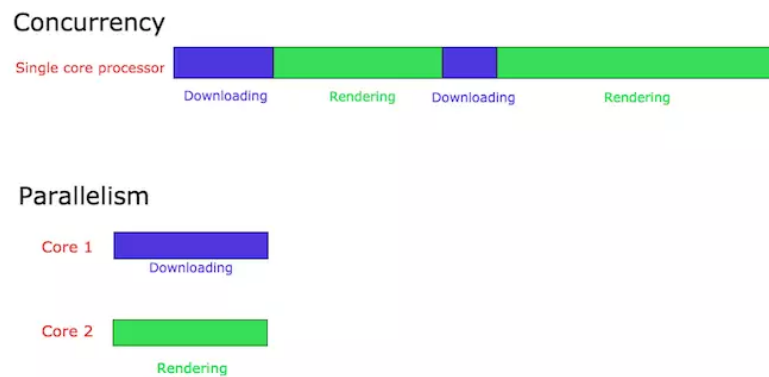 Concurrency
Single core processor
Downloading
Rendering
Downloading
Rendering
Parallelism
Core 1
Downloading
Core 2
Rendering